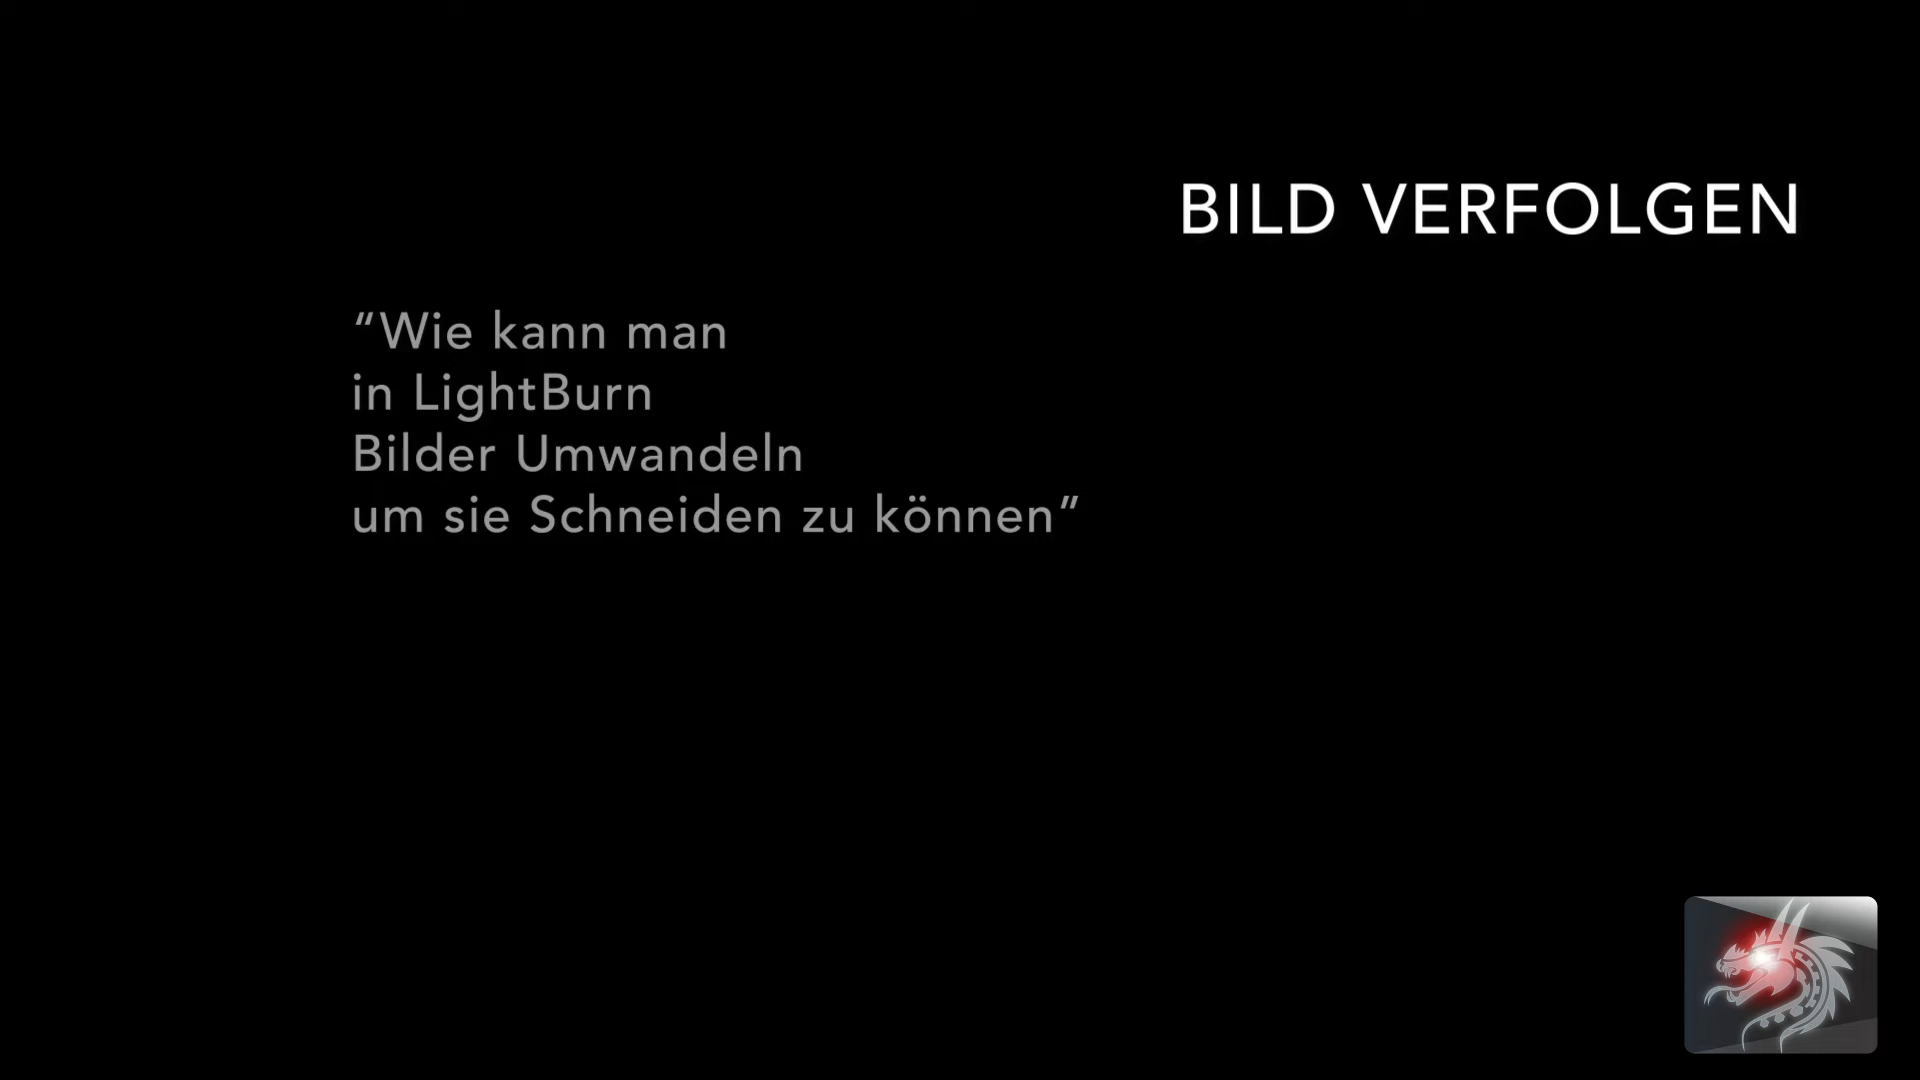 BILD VERFOLGEN
“Wie kann man
in LightBurn
Bilder Umwandeln
um sie Schneiden zu können”